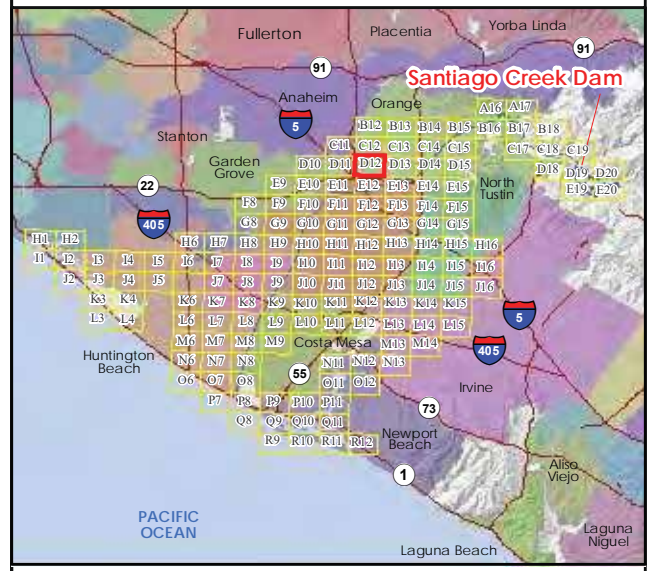 Fullerton
Placentia
Yorba Linda
91
91
Santiago Creek Dam
Anaheim
Orange
5
A16 A17
B12 B13 B14 B15 B16 B17 B18
Stanton
C11 C12 C13 C14 C15 C17 C18 C19
Garden
Grove
D10 D11 D12 D13 D14 D15 D18 D19 D20
22
E9 E10 E11 E12 E13 E14 E15 E19 E20
North
Tustin
F8 F9 F10 F11 F12 F13 F14 F15
405
G8 G9 G10 G11 G12 G13 G14 G15
H1 H2 H6 H7 H8 H9 H10 H11 H12 H13 H14 H15 H16
I1 I2 I3 I4 I5 I6 I7 I8 I9 I10 I11 I12 I13 I14 I15 I16
J2 J3 J4 J5 J7 J8 J9 J10 J11 J12 J13 J14 J15 J16
K3 K4 K6 K7 K8 K9 K10 K11 K12 K13 K14 K15
5
L3 L4 L6 L7 L8 L9 L10 L11 L12 L13 L14 L15
M6 M7 M8 M9 Costa Mesa M13 M14
405
Huntington
Beach
N6 N7 N8 N11 N12 N13
55
O6 O7 O8 O11 O12
Irvine
P7 P8 P9 P10 P11
73
Q8 Q9 Q10 Q11
R9 R10 R11 R12
Newport
Beach
1
Aliso
Viejo
PACIFIC
OCEAN
Laguna
Niguel
Laguna Beach